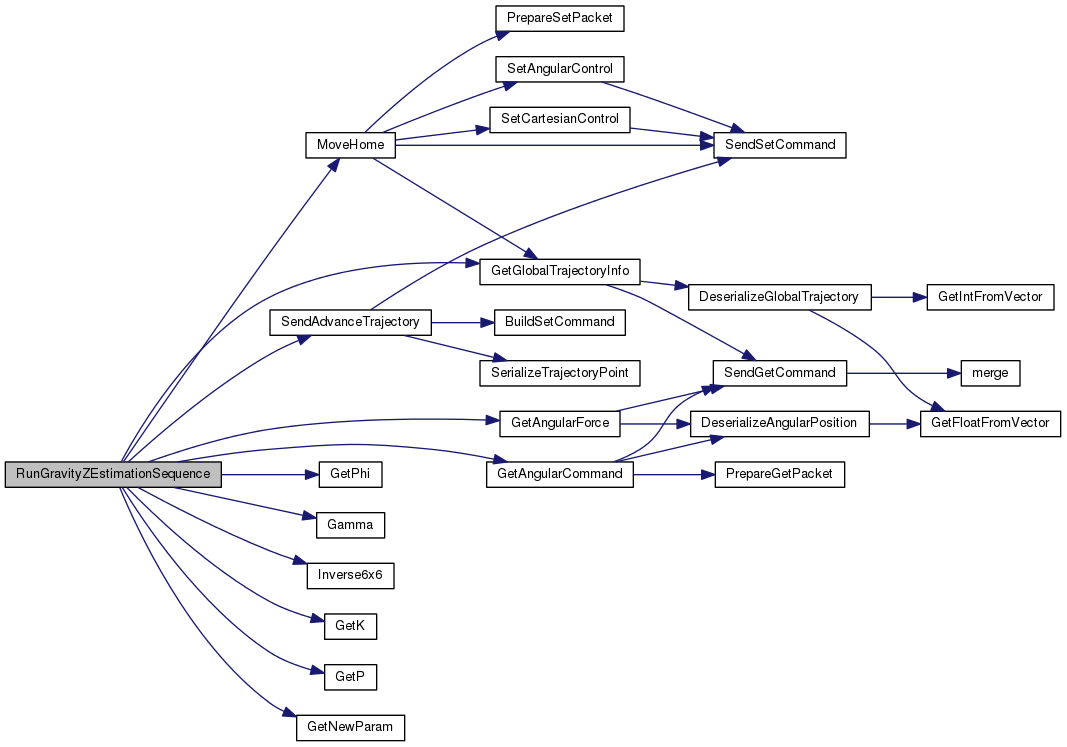 PrepareSetPacket
SetAngularControl
SetCartesianControl
MoveHome
SendSetCommand
GetGlobalTrajectoryInfo
DeserializeGlobalTrajectory
GetIntFromVector
SendAdvanceTrajectory
BuildSetCommand
SerializeTrajectoryPoint
SendGetCommand
merge
GetAngularForce
DeserializeAngularPosition
GetFloatFromVector
RunGravityZEstimationSequence
GetPhi
GetAngularCommand
PrepareGetPacket
Gamma
Inverse6x6
GetK
GetP
GetNewParam